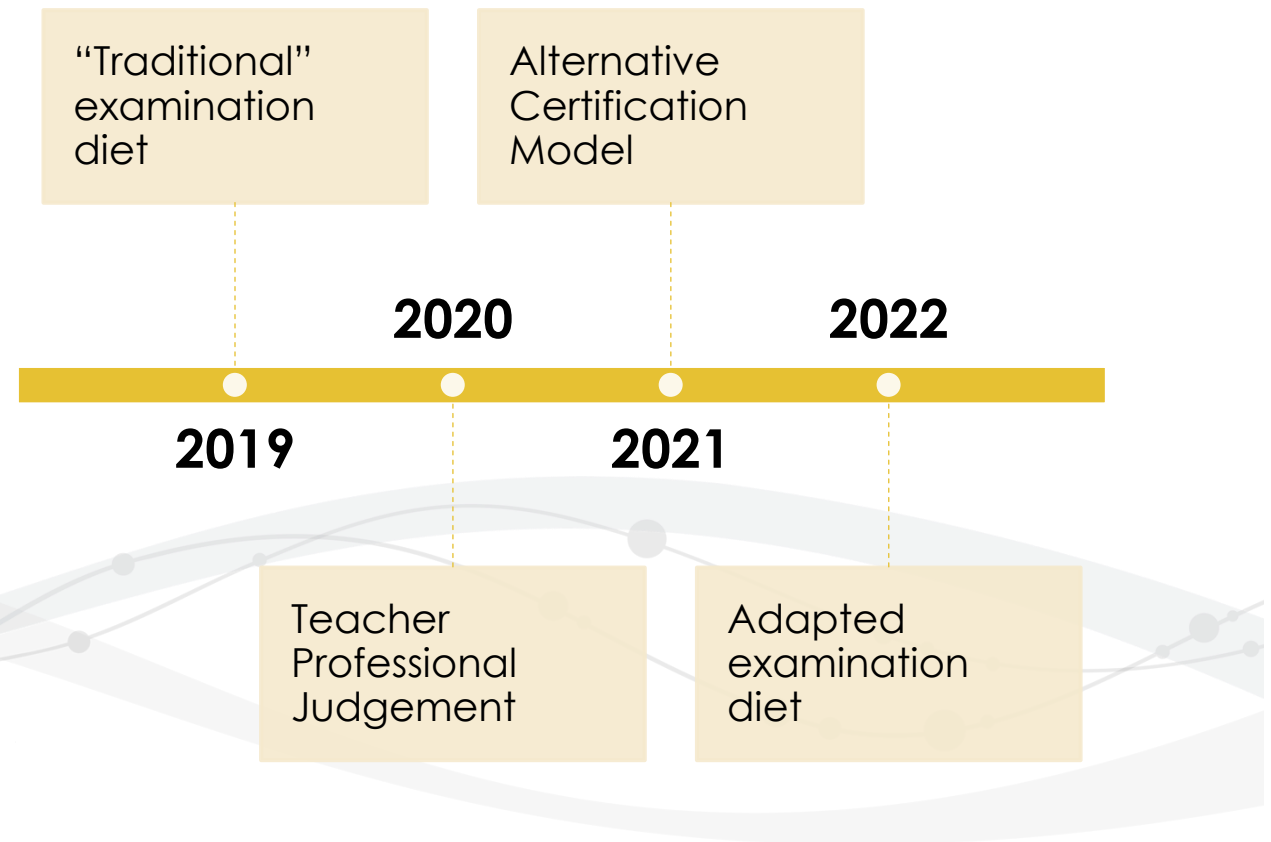 “Traditional”
examination
diet
Alternative
Certification
Model
2020
2022
2019
2021
Teacher
Professional
Judgement
Adapted
examination
diet